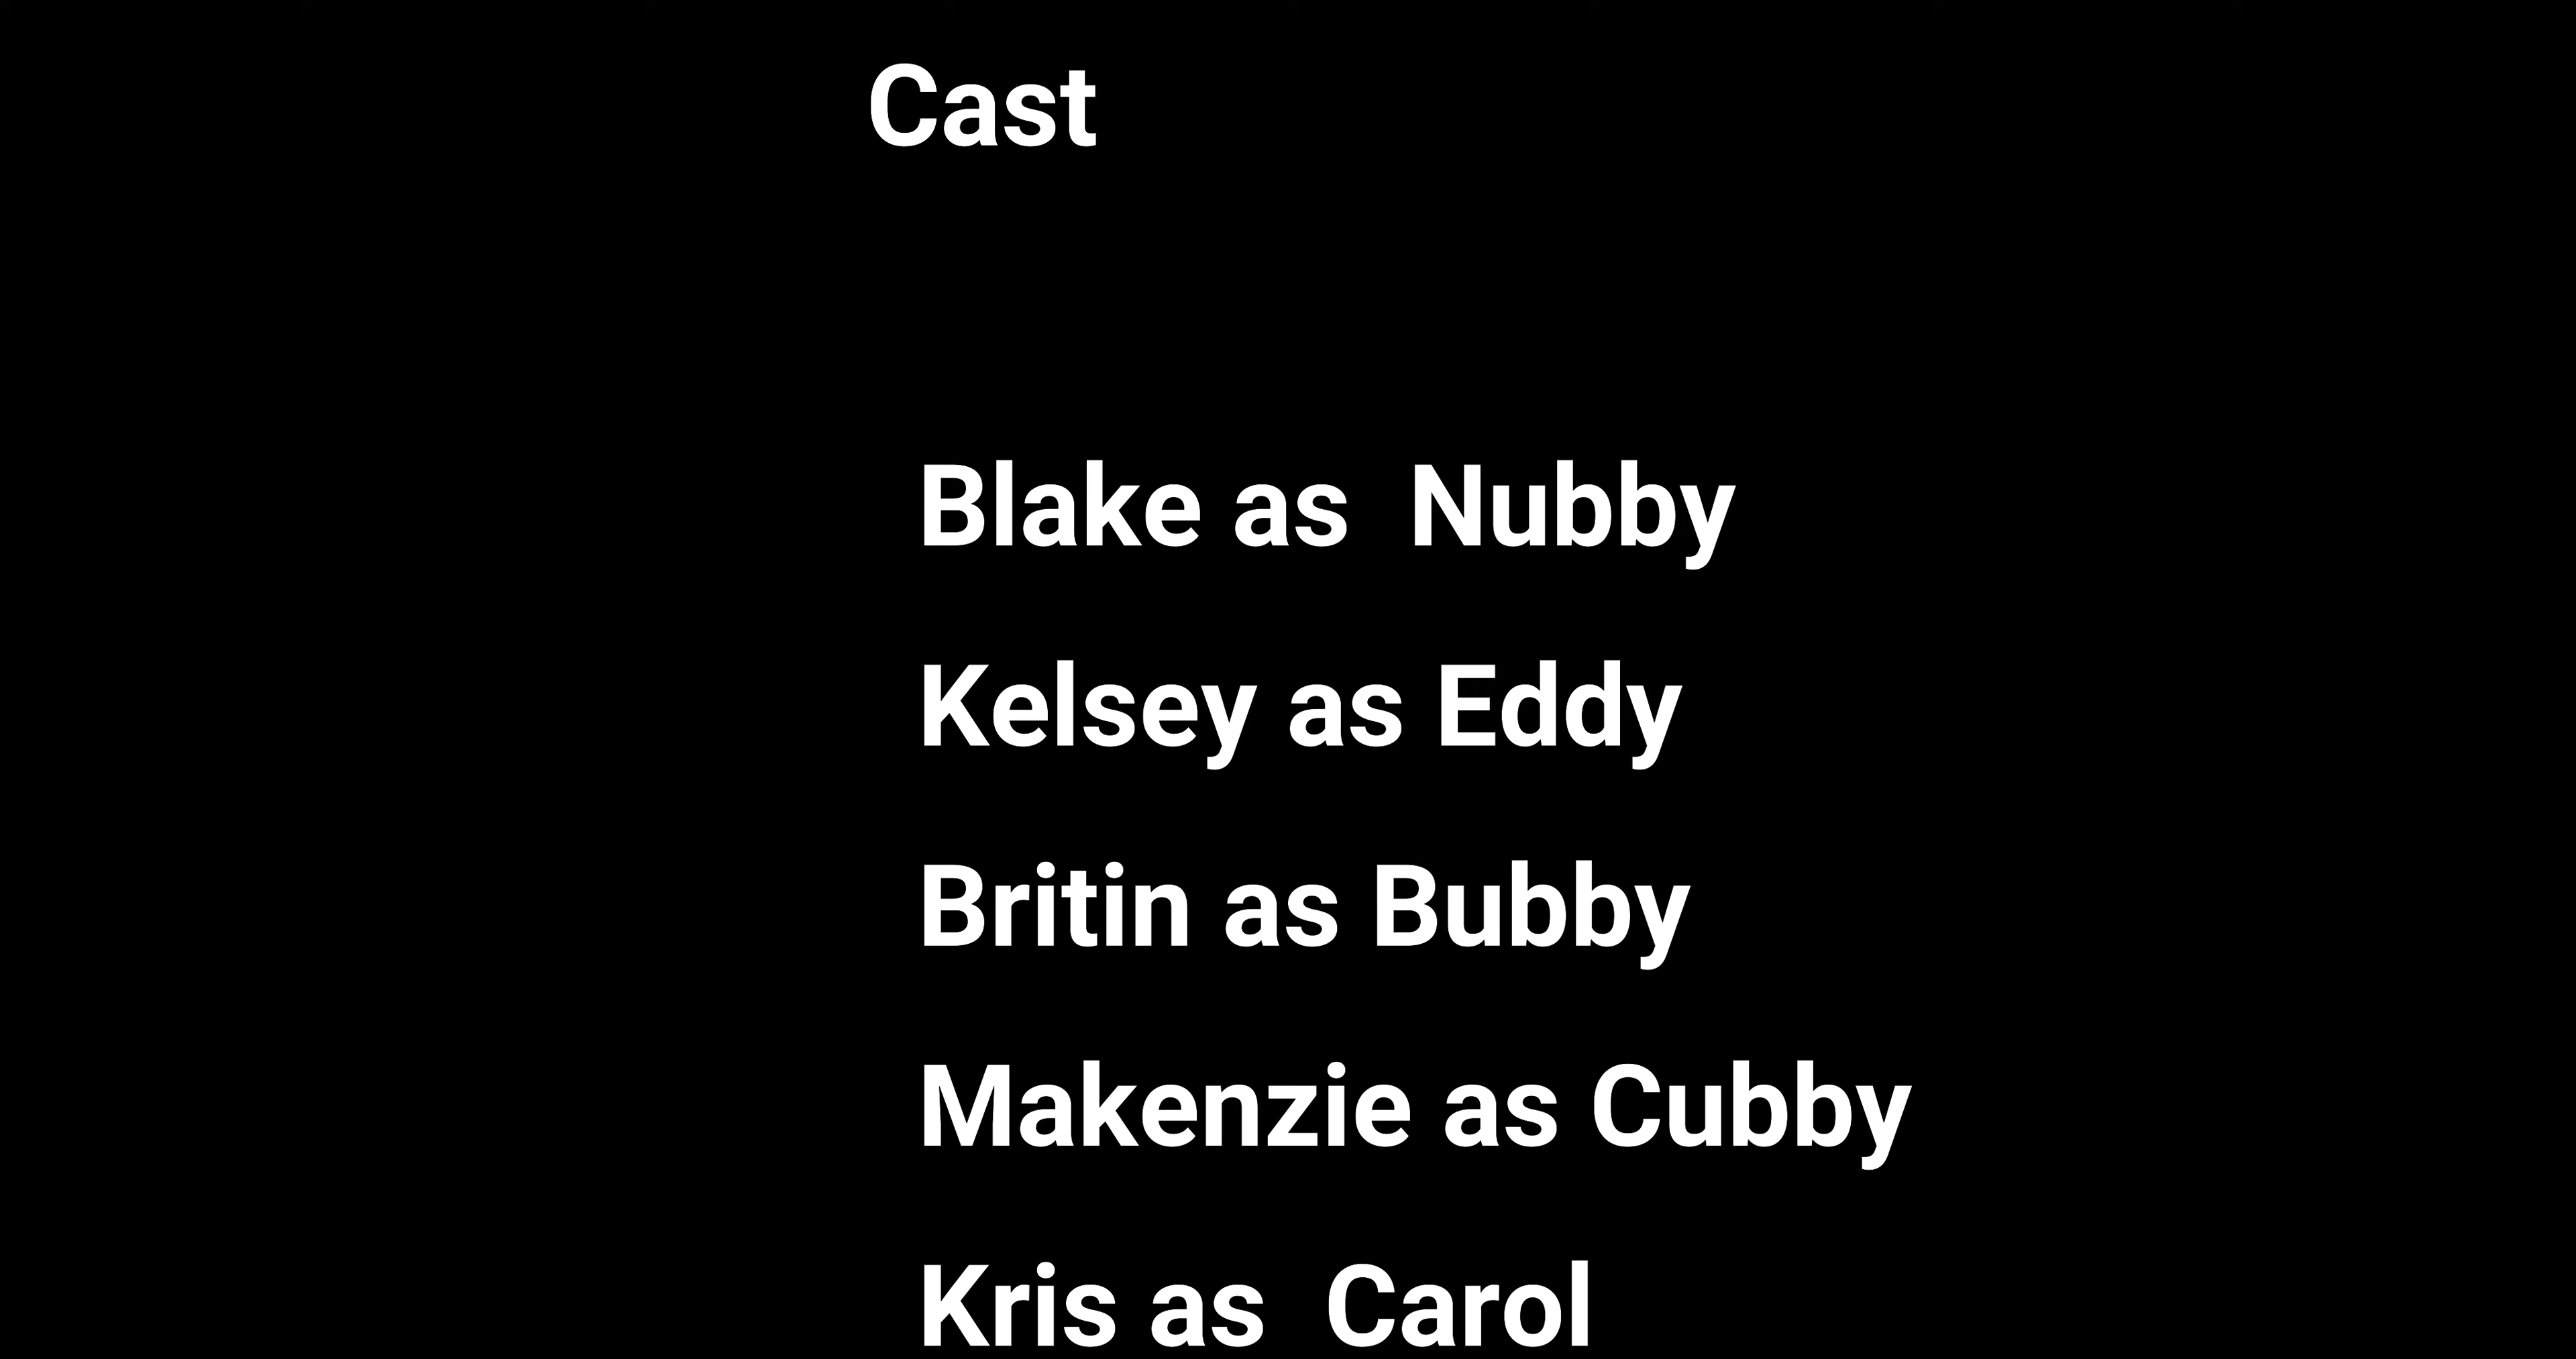 Cast
Blake as  Nubby
Kelsey as Eddy
Britin as Bubby
Makenzie as Cubby
Kris as  Carol